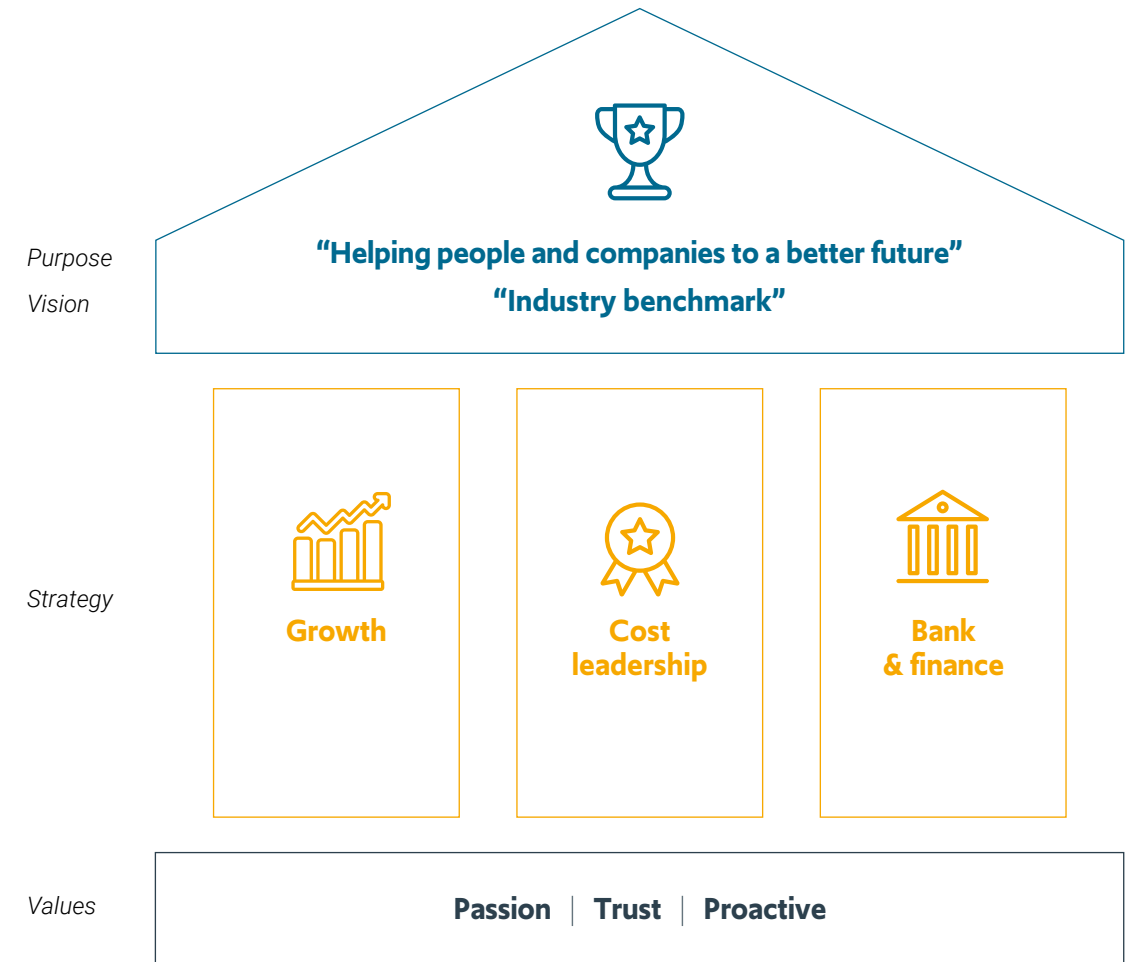 Purpose
“Helping people and companies to a better future”
Vision
“Industry benchmark”
Strategy
Growth
Cost
leadership
Bank
& finance
Values
Passion | Trust | Proactive